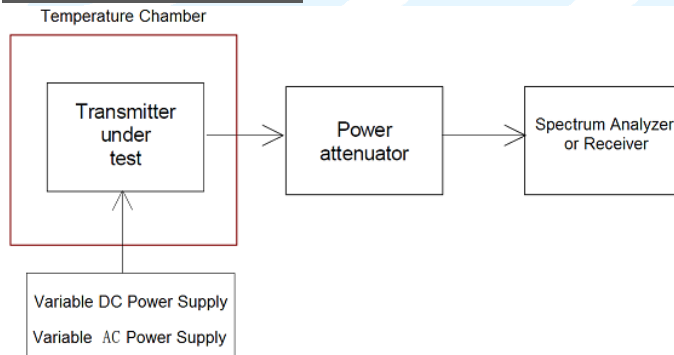 Temperature Chamber
Transmitter
under
test
Power
attenuator
Spectrum Analyzer
or Receiver
Variable DC Power Supply
Variable AC Power Supply